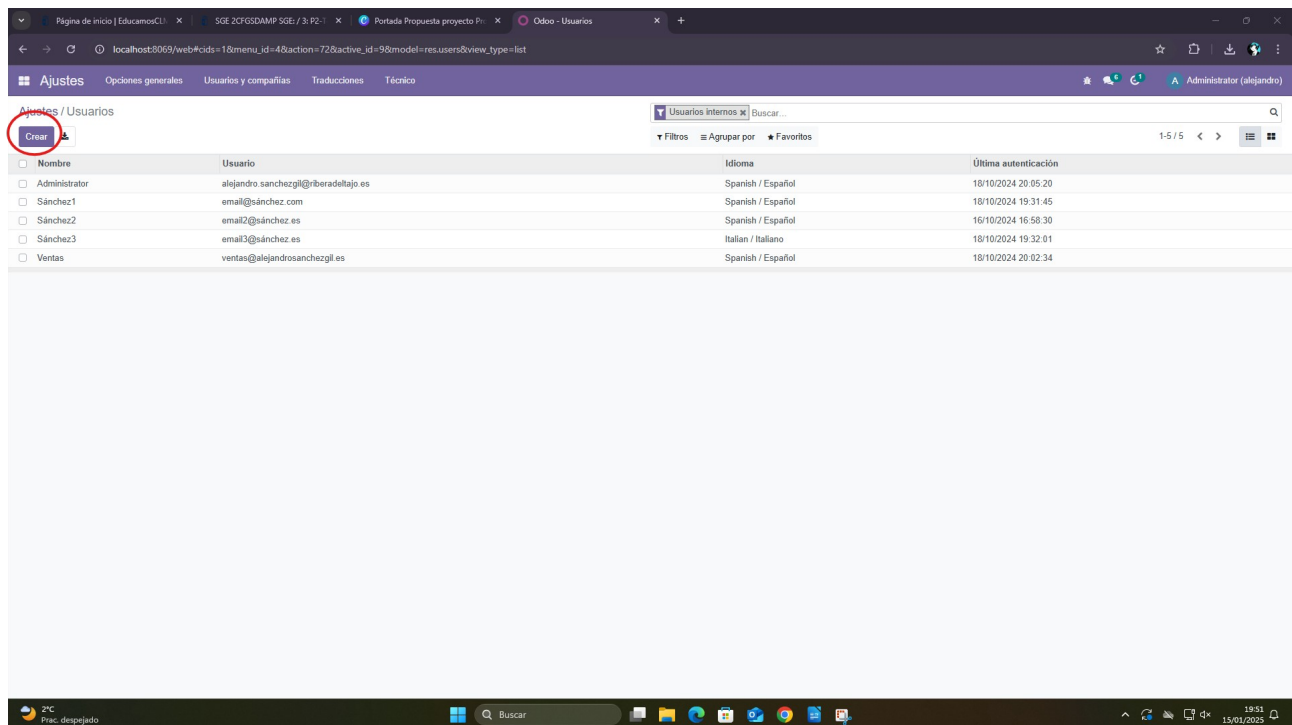 Página de inicio | EducamosCLM
SGE 2CFGSDAMP SGE: / 3: P2-T
Portada Propuesta proyecto Pro
Odoo - Usuarios
localhost:8069/web#cids=1&menu_id=4&action=72&active_id=9&model=res.users&view_type=list
Ajustes Opciones generales Usuarios y compañías Traducciones Técnico 6 1 A Administrator (alejandro)
Ajustes / Usuarios Usuarios internos x Buscar...
Crear Filtros Agrupar por Favoritos 1-5 / 5
Nombre Usuario Idioma Última autenticación
Administrator alejandro.sanchezgil@riberadeltajo.es Spanish / Español 18/10/2024 20:05:20
Sánchez1 email@sánchez.com Spanish / Español 18/10/2024 19:31:45
Sánchez2 email2@sánchez.es Spanish / Español 16/10/2024 16:58:30
Sánchez3 email3@sánchez.es Italian / Italiano 18/10/2024 19:32:01
Ventas ventas@alejandrosanchezgil.es Spanish / Español 18/10/2024 20:02:34
2°C
Prac. despejado
Buscar
19:51
15/01/2025